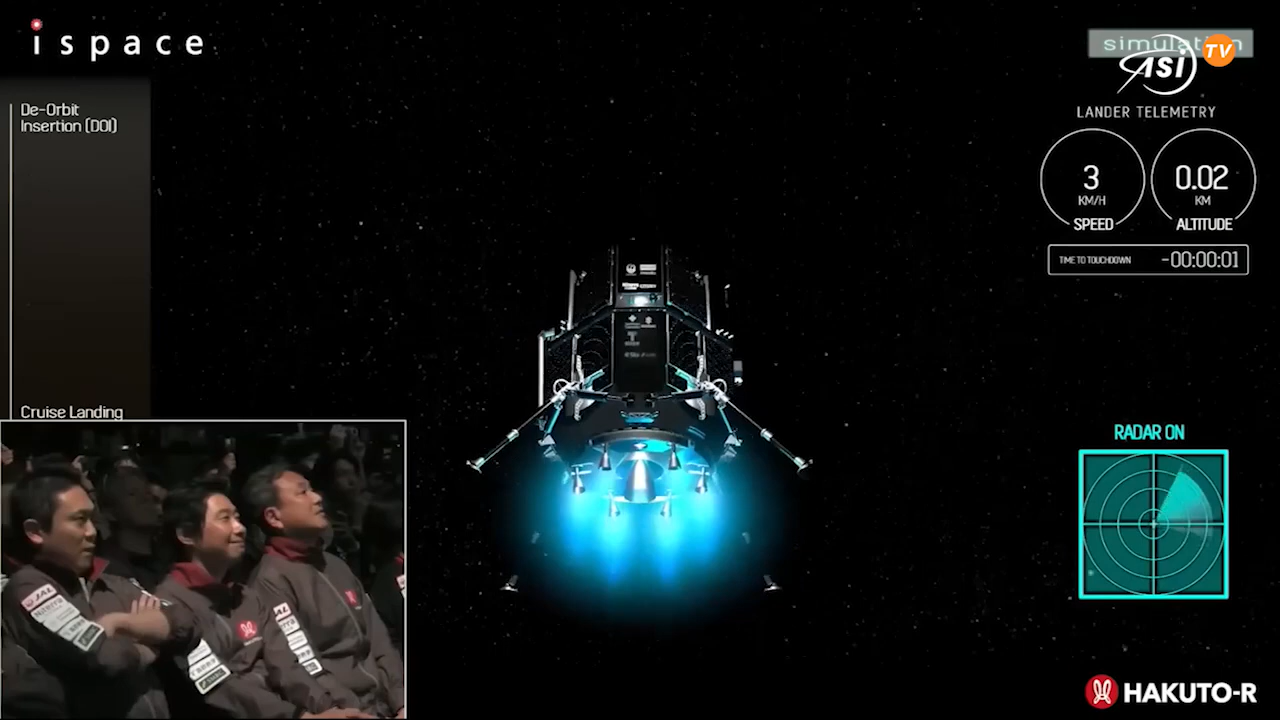 ispace
simulation
TV
ASI
De-Orbit
Insertion (DOI)
LANDER TELEMETRY
3
KM/H
SPEED
0.02
KM
ALTITUDE
TIME TO TOUCHDOWN -00:00:01
Cruise Landing
RADAR ON
JAL
HAKUTO-R